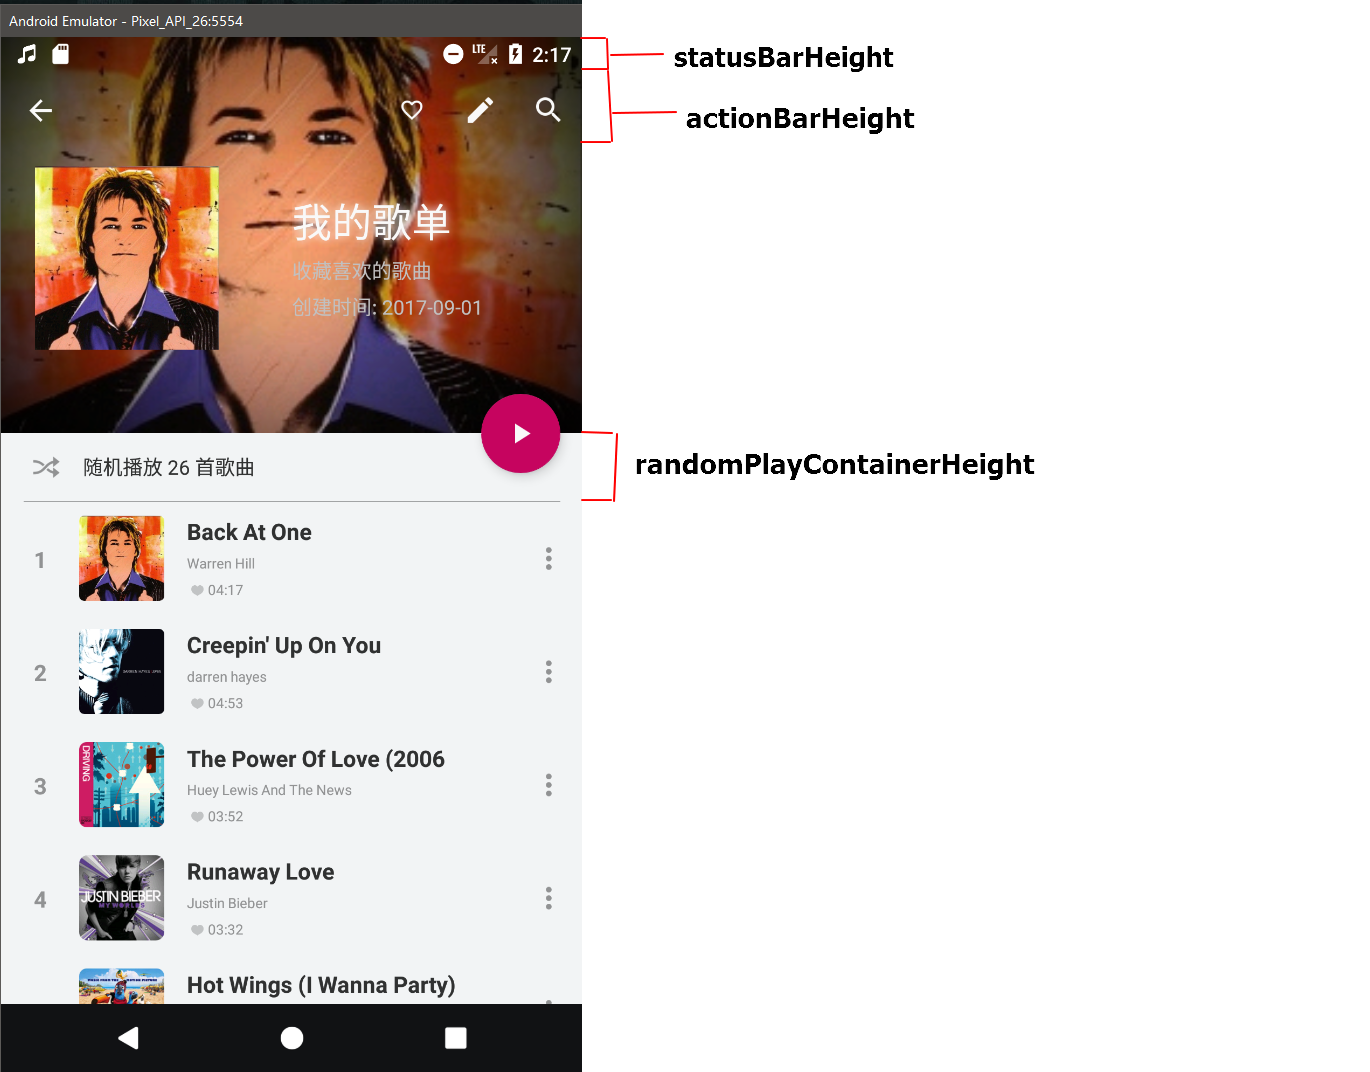 Android Emulator - Pixel_API_26:5554
LTE
2:17
statusBarHeight
actionBarHeight
我的歌单
收藏喜欢的歌曲
创建时间: 2017-09-01
randomPlayContainerHeight
随机播放 26 首歌曲
1
Back At One
Warren Hill
04:17
2
Creepin' Up On You
darren hayes
04:53
DRIVING
3
The Power Of Love (2006
Huey Lewis And The News
03:52
4
Runaway Love
Justin Bieber
03:32
JUSTIN BIEBER
MY WORLDS
Hot Wings (I Wanna Party)